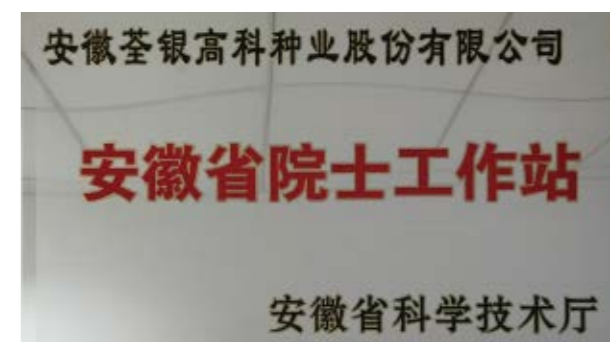 安徽荃银高科种业股份有限公司
安徽省院士工作站
安徽省科学技术厅